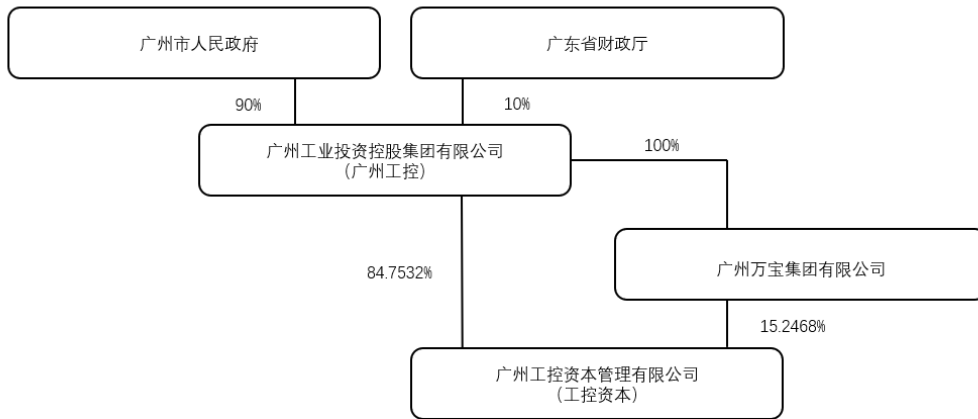 广州市人民政府
广东省财政厅
90%
10%
广州工业投资控股集团有限公司
（广州工控）
100%
84.7532%
广州万宝集团有限公司
15.2468%
广州工控资本管理有限公司
（工控资本）